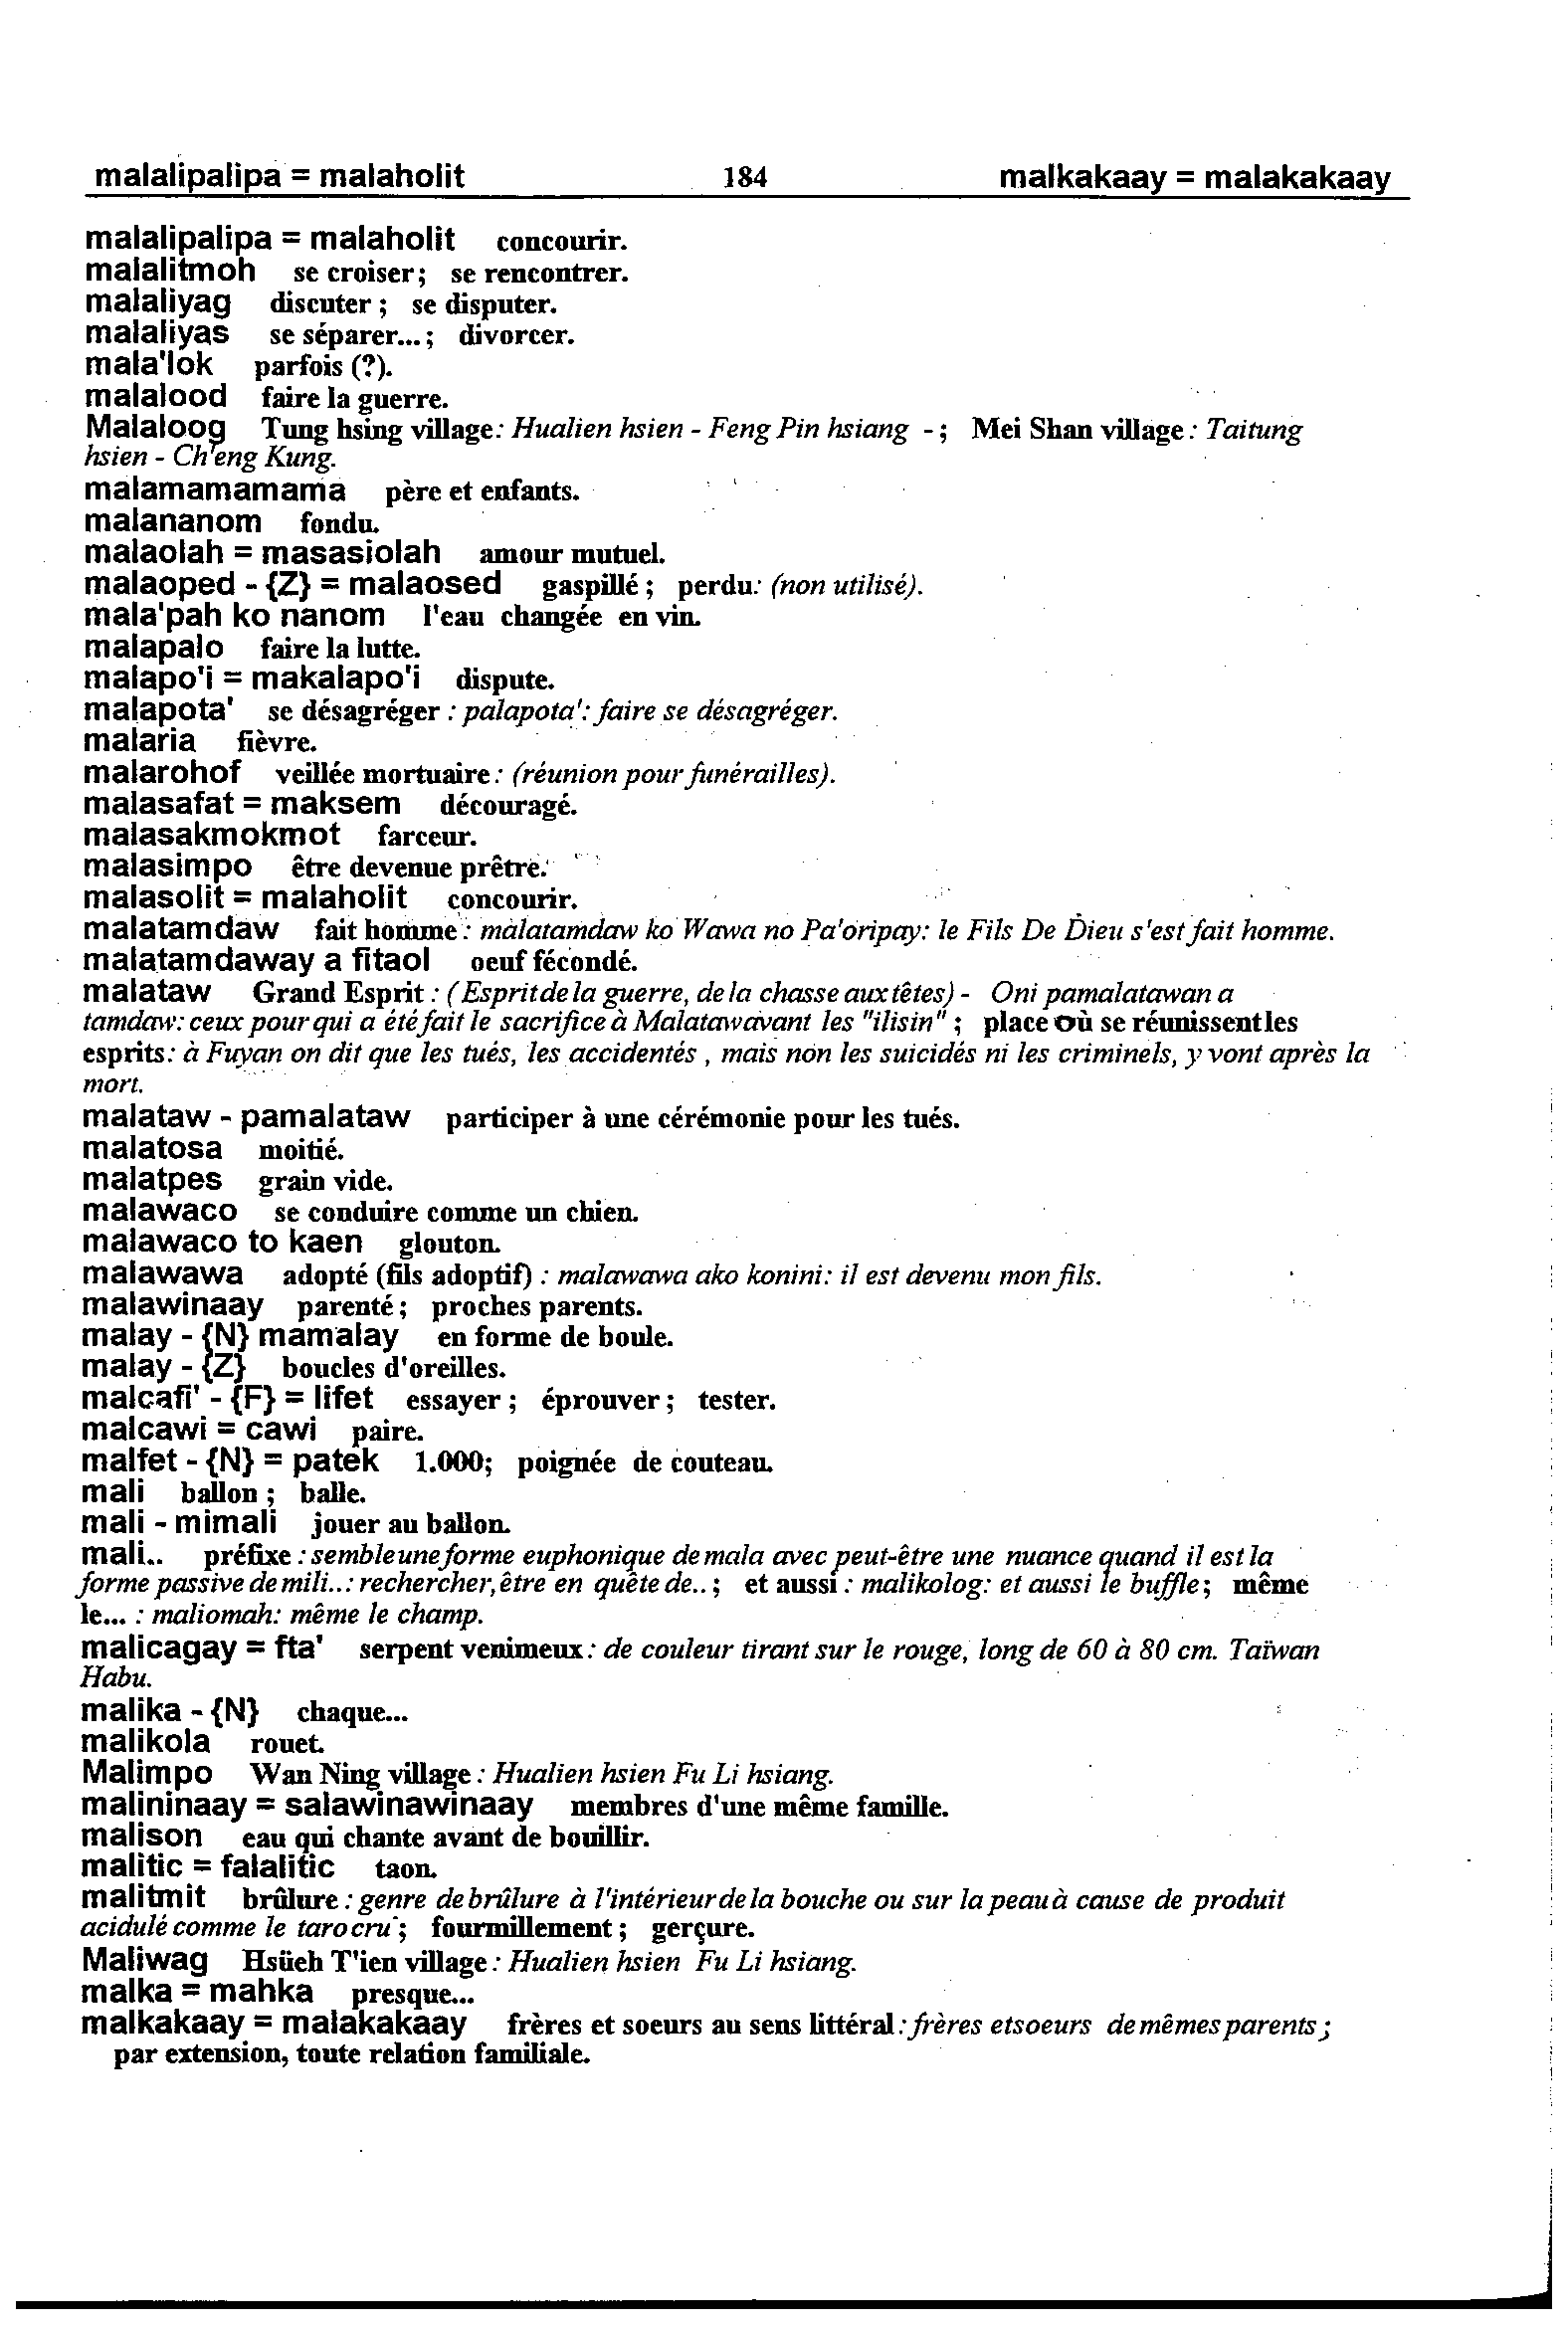 malalipalipa = malaholit 184 malkakaay = malakakaay
malalipalipa = malaholit concourir.
malalitmoh se croiser; se rencontrer.
malaliyag discuter ; se disputer.
malaliyas se séparer... ; divorcer.
mala'lok parfois (?).
malalood faire la guerre.
Malaloog Tung hsing village: Hualien hsien - Feng Pin hsiang - ; Mei Shan village : Taitung
hsien - Ch'eng Kung.
malamamamama père et enfants.
malananom fondu.
malaolah = masasiolah amour mutuel.
malaoped - {Z} = malaosed gaspillé ; perdu: (non utilisé).
mala'pah ko nanom l'eau changée en vin.
malapalo faire la lutte.
malapo'i = makalapo'i dispute.
malapota' se désagréger : palapota': faire se désagréger.
malaria fièvre.
malarohof veillée mortuaire : (réunion pour funérailles).
malasafat = maksem découragé.
malasakmokmot farceur.
malasimpo être devenue prêtre.
malasolit = malaholit concourir.
malatamdaw fait homme : malatamdaw ko Wawa no Pa'oripay: le Fils De Dieu s'est fait homme.
malatamdaway a fitaol oeuf fécondé.
malataw Grand Esprit : (Esprit de la guerre, de la chasse aux têtes) - Oni pamalatawan a
tamdaw: ceux pour qui a été fait le sacrifice à Malataw avant les "ilisin" ; place où se réunissent les
esprits: à Fuyan on dit que les tués, les accidentés , mais non les suicidés ni les criminels, y vont après la
mort.
malataw - pamalataw participer à une cérémonie pour les tués.
malatosa moitié.
malatpes grain vide.
malawaco se conduire comme un chien.
malawaco to kaen glouton.
malawawa adopté (fils adoptif) : malawawa ako konini: il est devenu mon fils.
malawinaay parenté ; proches parents.
malay - {N} mamalay en forme de boule.
malay - {Z} boucles d'oreilles.
malcafi' - {F} = lifet essayer ; éprouver ; tester.
malcawi = cawi paire.
malfet - {N} = patek 1.000; poignée de couteau.
mali ballon ; balle.
mali - mimali jouer au ballon.
mali.. préfixe : semble une forme euphonique de mala avec peut-être une nuance quand il est la
forme passive de mili..: rechercher, être en quête de.. ; et aussi : malikolog: et aussi le buffle ; même
le... : maliomah: même le champ.
malicagay = fta' serpent venimeux : de couleur tirant sur le rouge, long de 60 à 80 cm. Taïwan
Habu.
malika - {N} chaque...
malikola rouet.
Malimpo Wan Ning village : Hualien hsien Fu Li hsiang.
malininaay = salawinawinaay membres d'une même famille.
malison eau qui chante avant de bouillir.
malitic = falalitic taon.
malitmit brûlure : genre de brûlure à l'intérieur de la bouche ou sur la peau à cause de produit
acidulé comme le taro cru ; fourmillement ; gerçure.
Maliwag Hsüeh T'ien village : Hualien hsien Fu Li hsiang.
malka = mahka presque...
malkakaay = malakakaay frères et soeurs au sens littéral : frères et soeurs de mêmes parents ;
par extension, toute relation familiale.